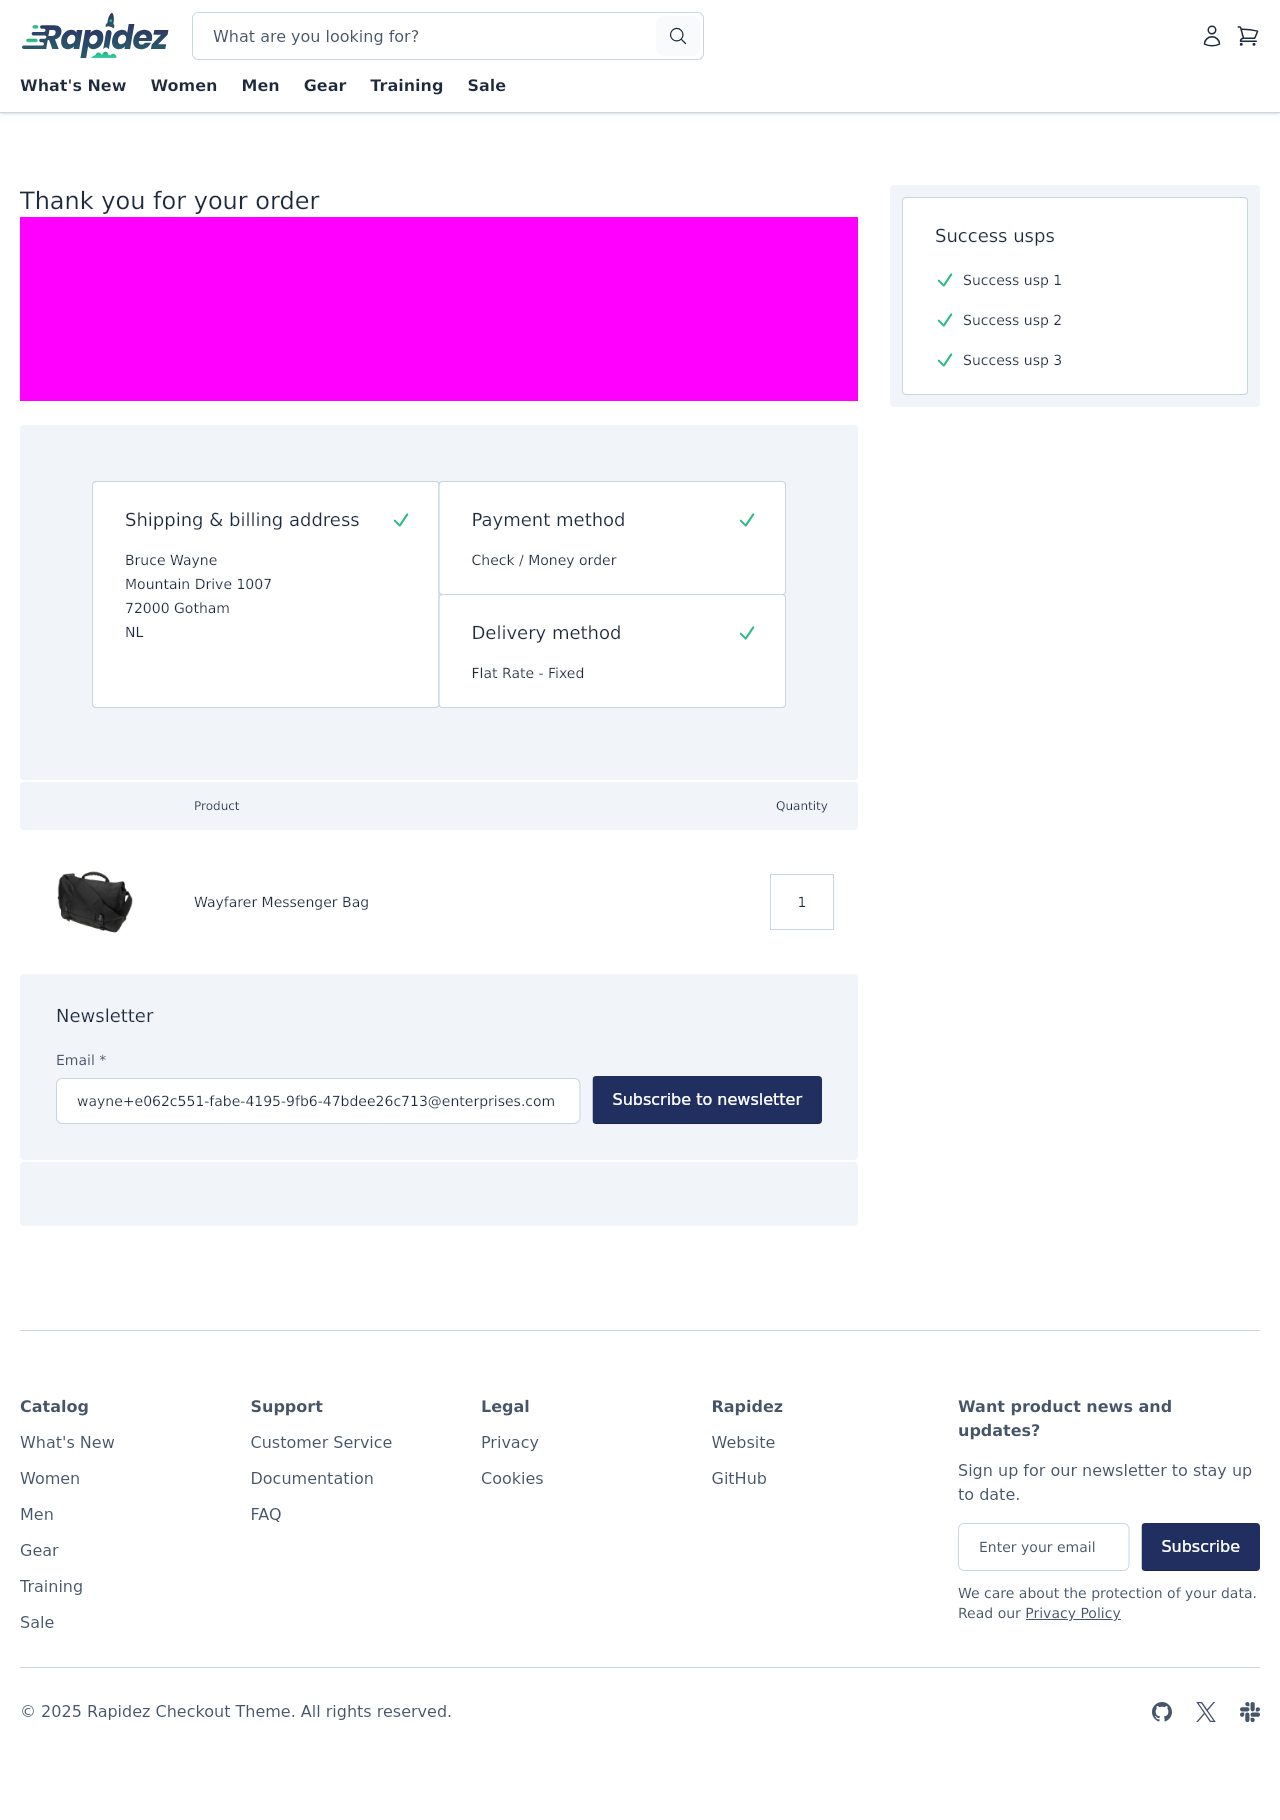 Rapidez
What are you looking for?
What's New Women Men Gear Training Sale
Thank you for your order
Success usps
Success usp 1
Success usp 2
Success usp 3
Shipping & billing address
Bruce Wayne
Mountain Drive 1007
72000 Gotham
NL
Payment method
Check / Money order
Delivery method
Flat Rate - Fixed
Product Quantity
Wayfarer Messenger Bag 1
Newsletter
Email *
wayne+e062c551-fabe-4195-9fb6-47bdee26c713@enterprises.com
Subscribe to newsletter
Catalog
What's New
Women
Men
Gear
Training
Sale
Support
Customer Service
Documentation
FAQ
Legal
Privacy
Cookies
Rapidez
Website
GitHub
Want product news and
updates?
Sign up for our newsletter to stay up
to date.
Enter your email
Subscribe
We care about the protection of your data.
Read our Privacy Policy
© 2025 Rapidez Checkout Theme. All rights reserved.